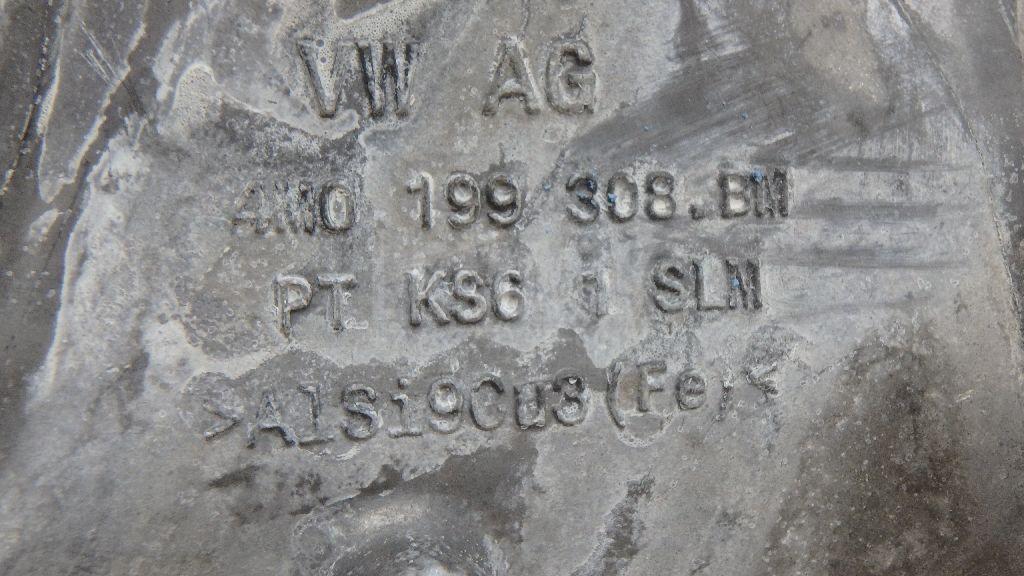 VW AG
4M0 199 308.BM
PT KS6 1 SLM
>AlSi9Cu3(Fe)<